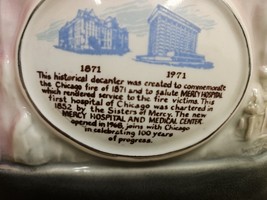 1871 1971
This historical decanter was created to commemorate
the Chicago fire of 1871 and to salute MERCY HOSPITAL
which rendered service to the fire victims. This
first hospital of Chicago was chartered in
1852 by the Sisters of Mercy. The new
MERCY HOSPITAL AND MEDICAL CENTER
opened in 1968, joins with Chicago
in celebrating 100 years
of progress.